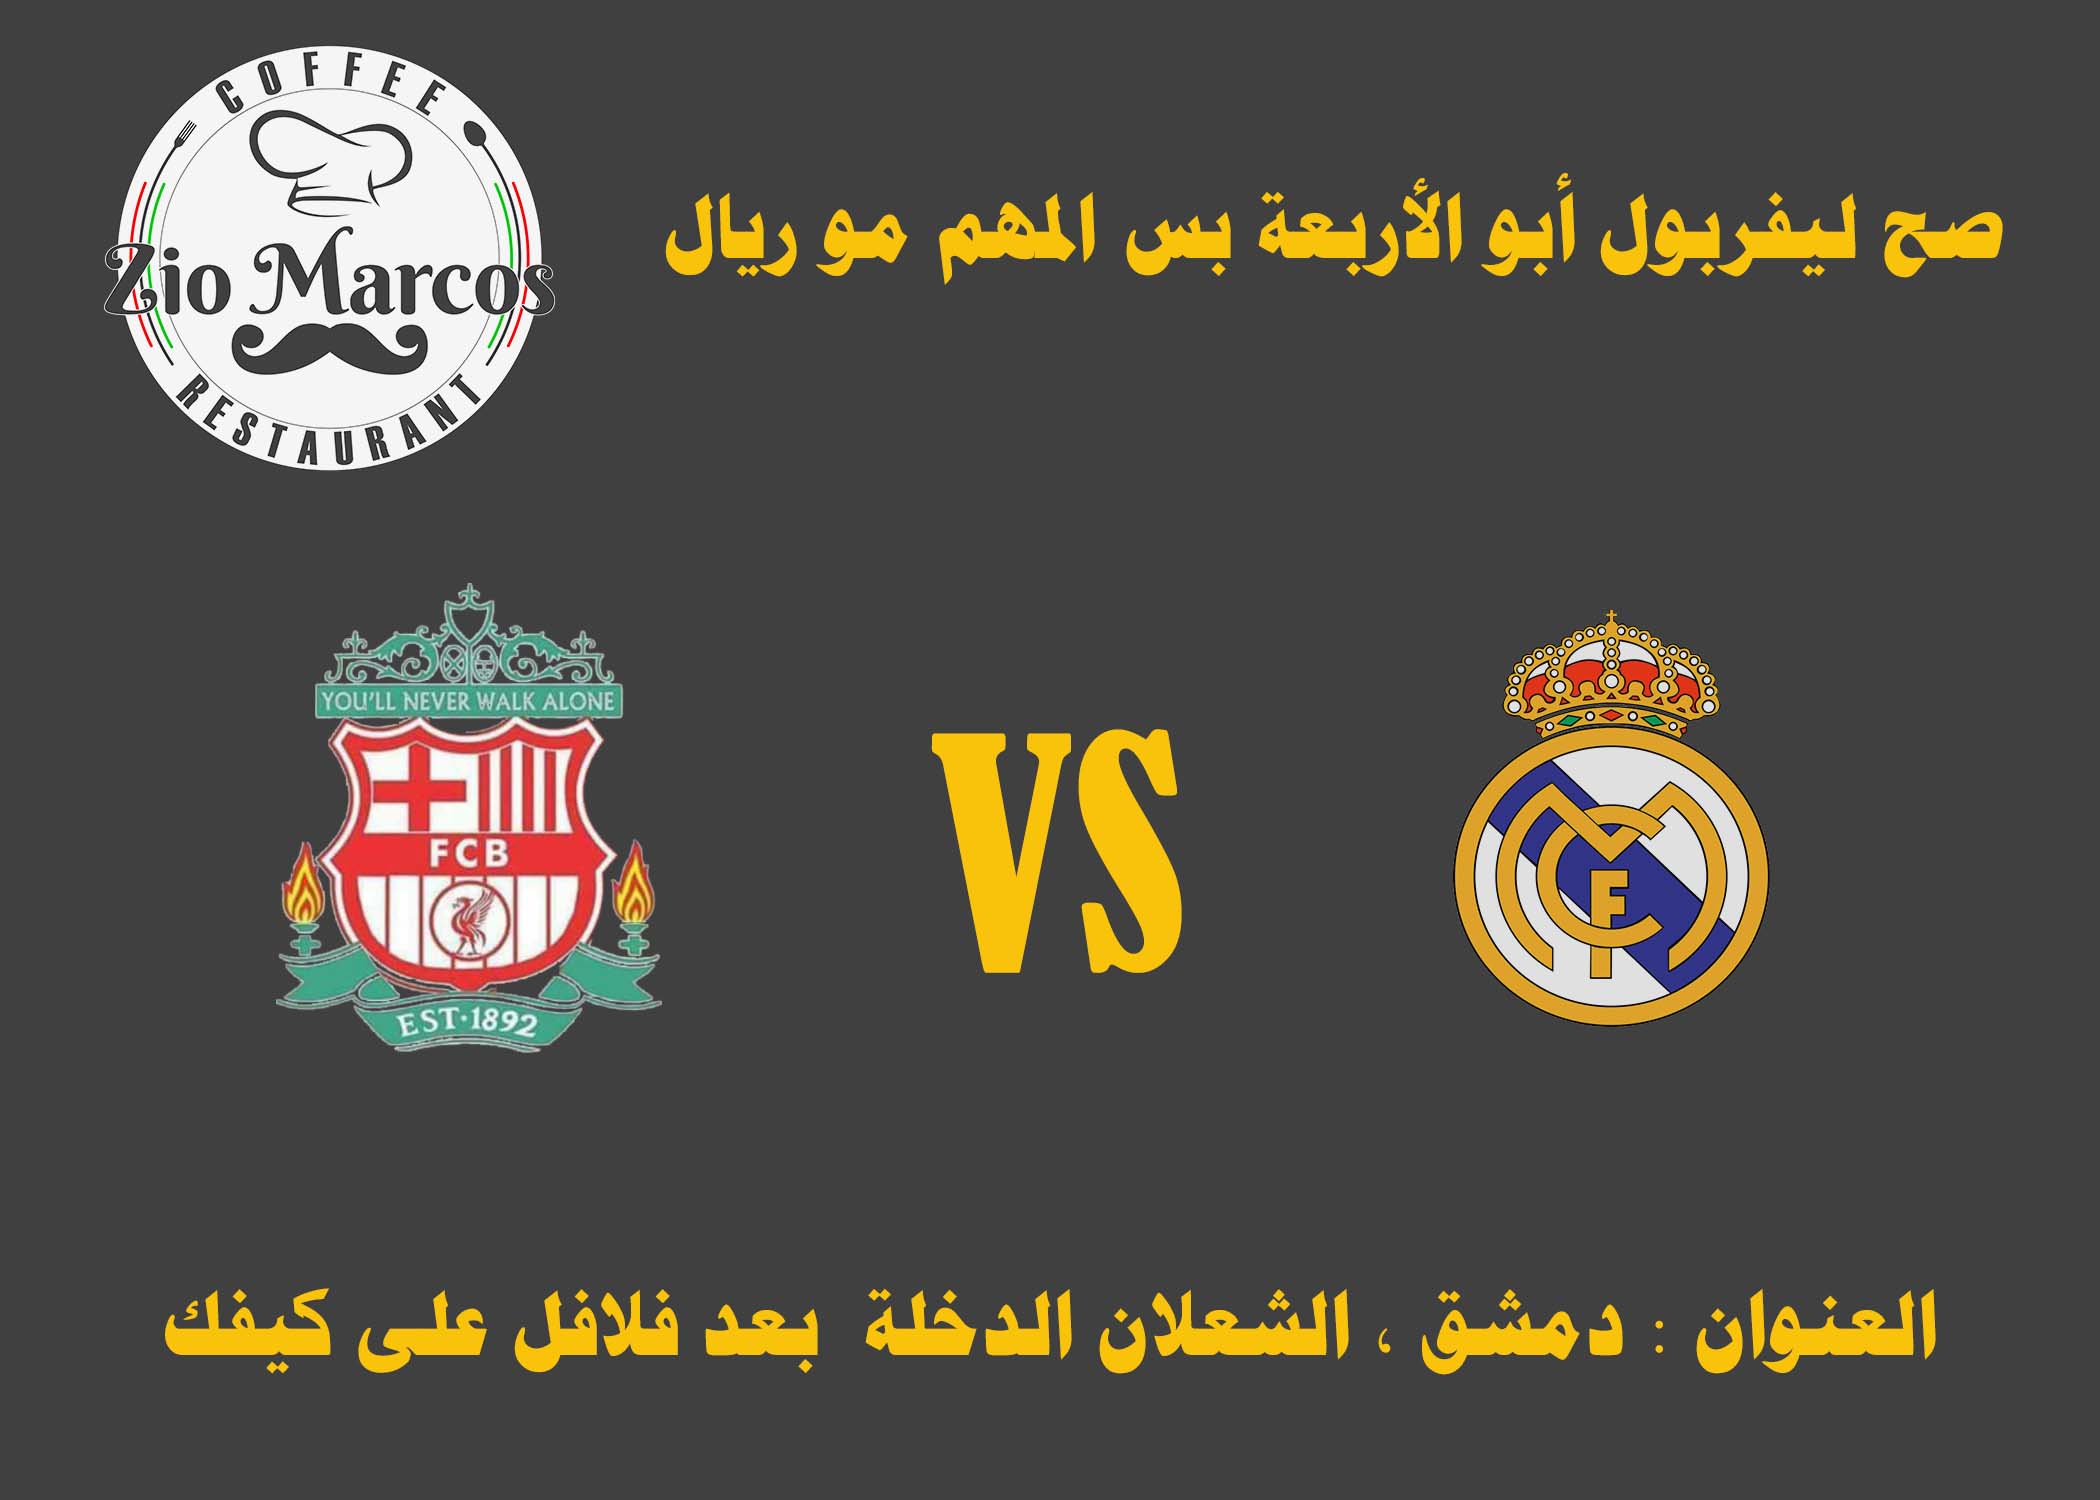 COFFEE
Zio Marcos
RESTAURANT
صح ليفربول أبو الأربعة بس المهم مو ريال
YOU'LL NEVER WALK ALONE
FCB
EST·1892
VS
العنوان : دمشق ، الشعلان الدخلة بعد فلافل على كيفك